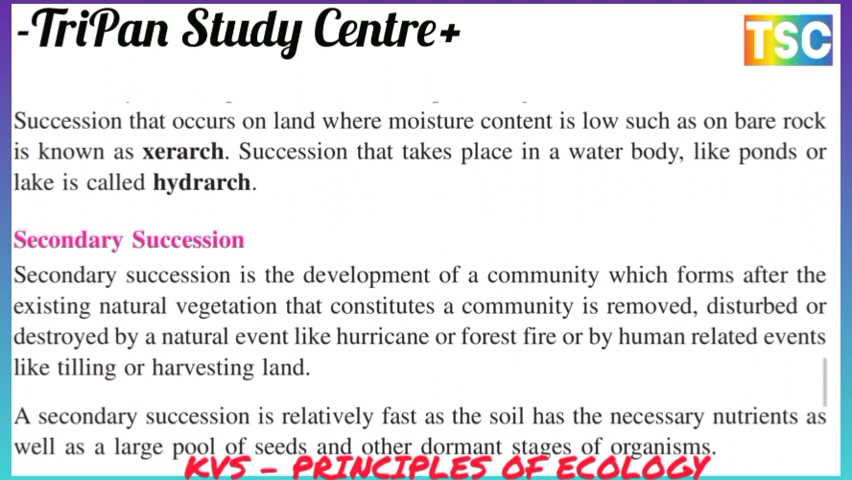 -TriPan Study Centre+
TSC
Succession that occurs on land where moisture content is low such as on bare rock
is known as xerarch. Succession that takes place in a water body, like ponds or
lake is called hydrarch.
Secondary Succession
Secondary succession is the development of a community which forms after the
existing natural vegetation that constitutes a community is removed, disturbed or
destroyed by a natural event like hurricane or forest fire or by human related events
like tilling or harvesting land.
A secondary succession is relatively fast as the soil has the necessary nutrients as
well as a large pool of seeds and other dormant stages of organisms.
KVS - PRINCIPLES OF ECOLOGY